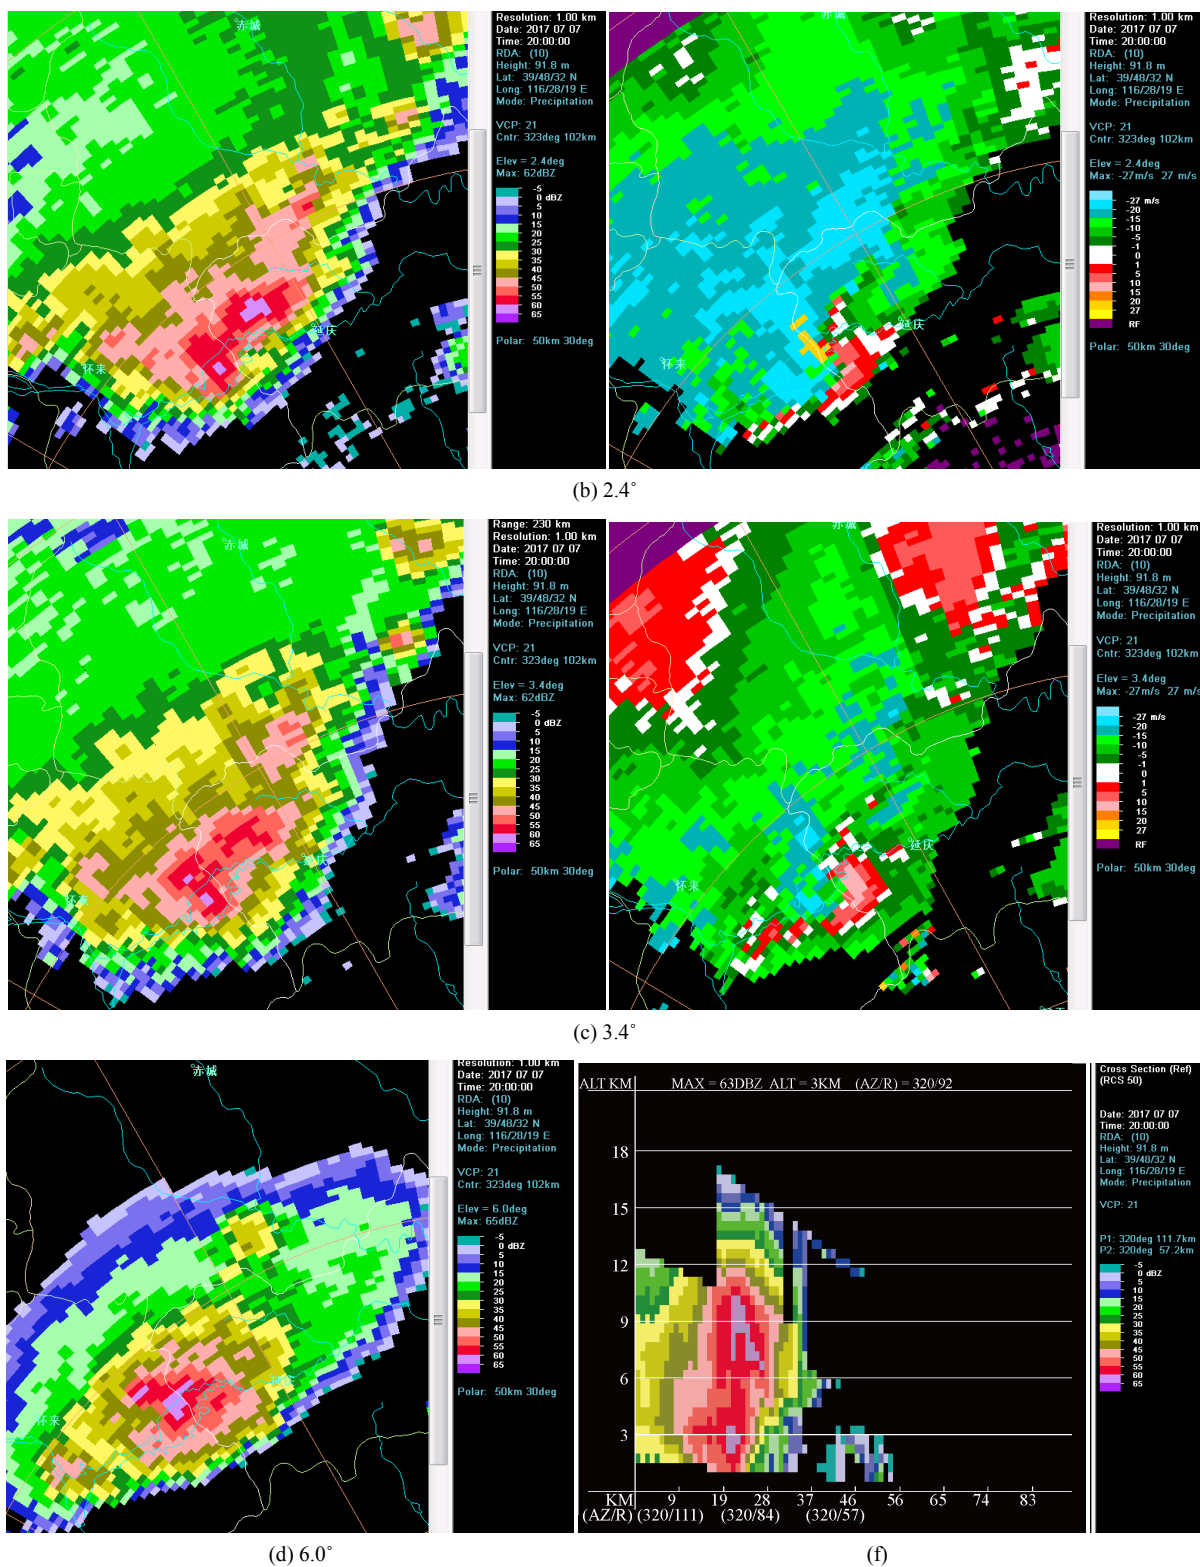 赤城
延庆
怀来
Resolution: 1.00 km
Date: 2017 07 07
Time: 20:00:00
RDA: (10)
Height: 91.8 m
Lat: 39/48/32 N
Long: 116/28/19 E
Mode: Precipitation
VCP: 21
Cntr: 323deg 102km
Elev = 2.4deg
Max: 62dBZ
-5
0 dBZ
5
10
15
20
25
30
35
40
45
50
55
60
65
Polar: 50km 30deg
赤城
延庆
怀来
Resolution: 1.00 km
Date: 2017 07 07
Time: 20:00:00
RDA: (10)
Height: 91.8 m
Lat: 39/48/32 N
Long: 116/28/19 E
Mode: Precipitation
VCP: 21
Cntr: 323deg 102km
Elev = 2.4deg
Max: -27m/s 27 m/s
-27 m/s
-20
-15
-10
-5
-1
0
1
5
10
15
20
27
RF
Polar: 50km 30deg
(b) 2.4°
赤城
延庆
怀来
Range: 230 km
Resolution: 1.00 km
Date: 2017 07 07
Time: 20:00:00
RDA: (10)
Height: 91.8 m
Lat: 39/48/32 N
Long: 116/28/19 E
Mode: Precipitation
VCP: 21
Cntr: 323deg 102km
Elev = 3.4deg
Max: 62dBZ
-5
0 dBZ
5
10
15
20
25
30
35
40
45
50
55
60
65
Polar: 50km 30deg
赤城
延庆
怀来
Resolution: 1.00 km
Date: 2017 07 07
Time: 20:00:00
RDA: (10)
Height: 91.8 m
Lat: 39/48/32 N
Long: 116/28/19 E
Mode: Precipitation
VCP: 21
Cntr: 323deg 102km
Elev = 3.4deg
Max: -27m/s 27 m/s
-27 m/s
-20
-15
-10
-5
-1
0
1
5
10
15
20
27
RF
Polar: 50km 30deg
(c) 3.4°
赤城
延庆
怀来
Resolution: 1.00 km
Date: 2017 07 07
Time: 20:00:00
RDA: (10)
Height: 91.8 m
Lat: 39/48/32 N
Long: 116/28/19 E
Mode: Precipitation
VCP: 21
Cntr: 323deg 102km
Elev = 6.0deg
Max: 65dBZ
-5
0 dBZ
5
10
15
20
25
30
35
40
45
50
55
60
65
Polar: 50km 30deg
ALT KM MAX = 63DBZ ALT = 3KM (AZ/R) = 320/92
18
15
12
9
6
3
KM 9 19 28 37 46 56 65 74 83
(AZ/R) (320/111) (320/84) (320/57)
Cross Section (Ref)
(RCS 50)
Date: 2017 07 07
Time: 20:00:00
RDA: (10)
Height: 91.8 m
Lat: 39/48/32 N
Long: 116/28/19 E
Mode: Precipitation
VCP: 21
P1: 320deg 111.7km
P2: 320deg 57.2km
-5
0 dBZ
5
10
15
20
25
30
35
40
45
50
55
60
65
(d) 6.0°
(f)